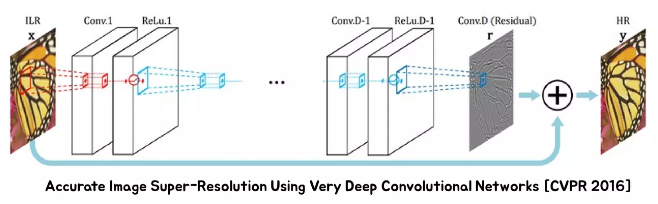 ILR Conv.1 ReLu.1 Conv.D-1 ReLu.D-1 Conv.D (Residual) HR
x r y
...
+
Accurate Image Super-Resolution Using Very Deep Convolutional Networks [CVPR 2016]